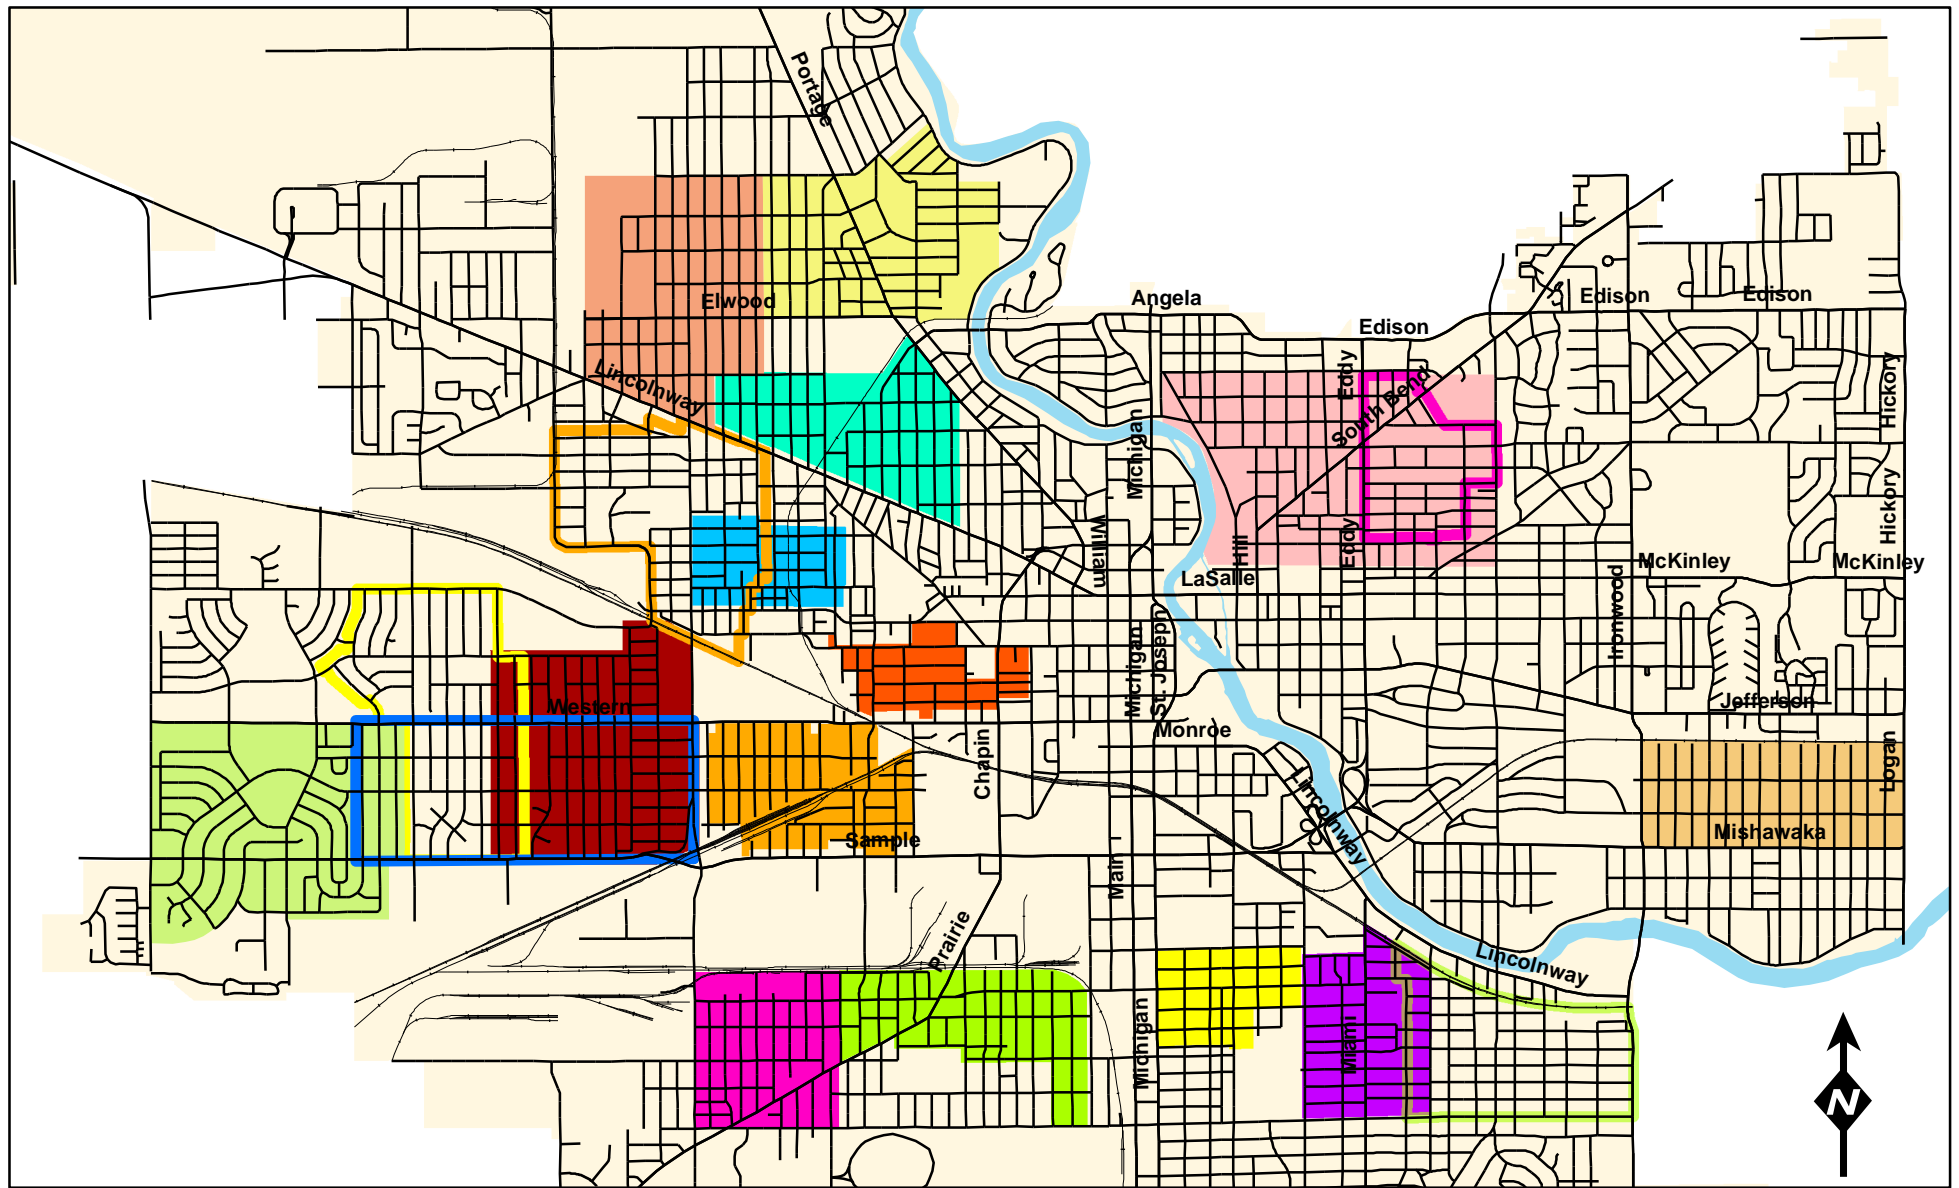 Portage
Elwood
Angela
Edison
Edison
Edison
Lincolnway
Eddy
South Bend
Hickory
Michigan
Hickory
William
Hill
Eddy
LaSalle
McKinley
McKinley
Ironwood
Michigan
St. Joseph
Western
Jefferson
Monroe
Chapin
Logan
Lincolnway
Sample
Mishawaka
Main
Prairie
Lincolnway
Michigan
Miami
N